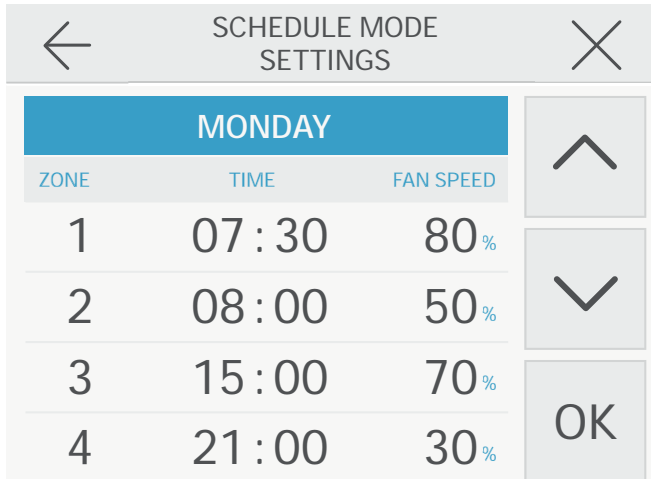 SCHEDULE MODE
SETTINGS
MONDAY
ZONE TIME FAN SPEED
1 07:30 80%
2 08:00 50%
3 15:00 70%
4 21:00 30%
OK